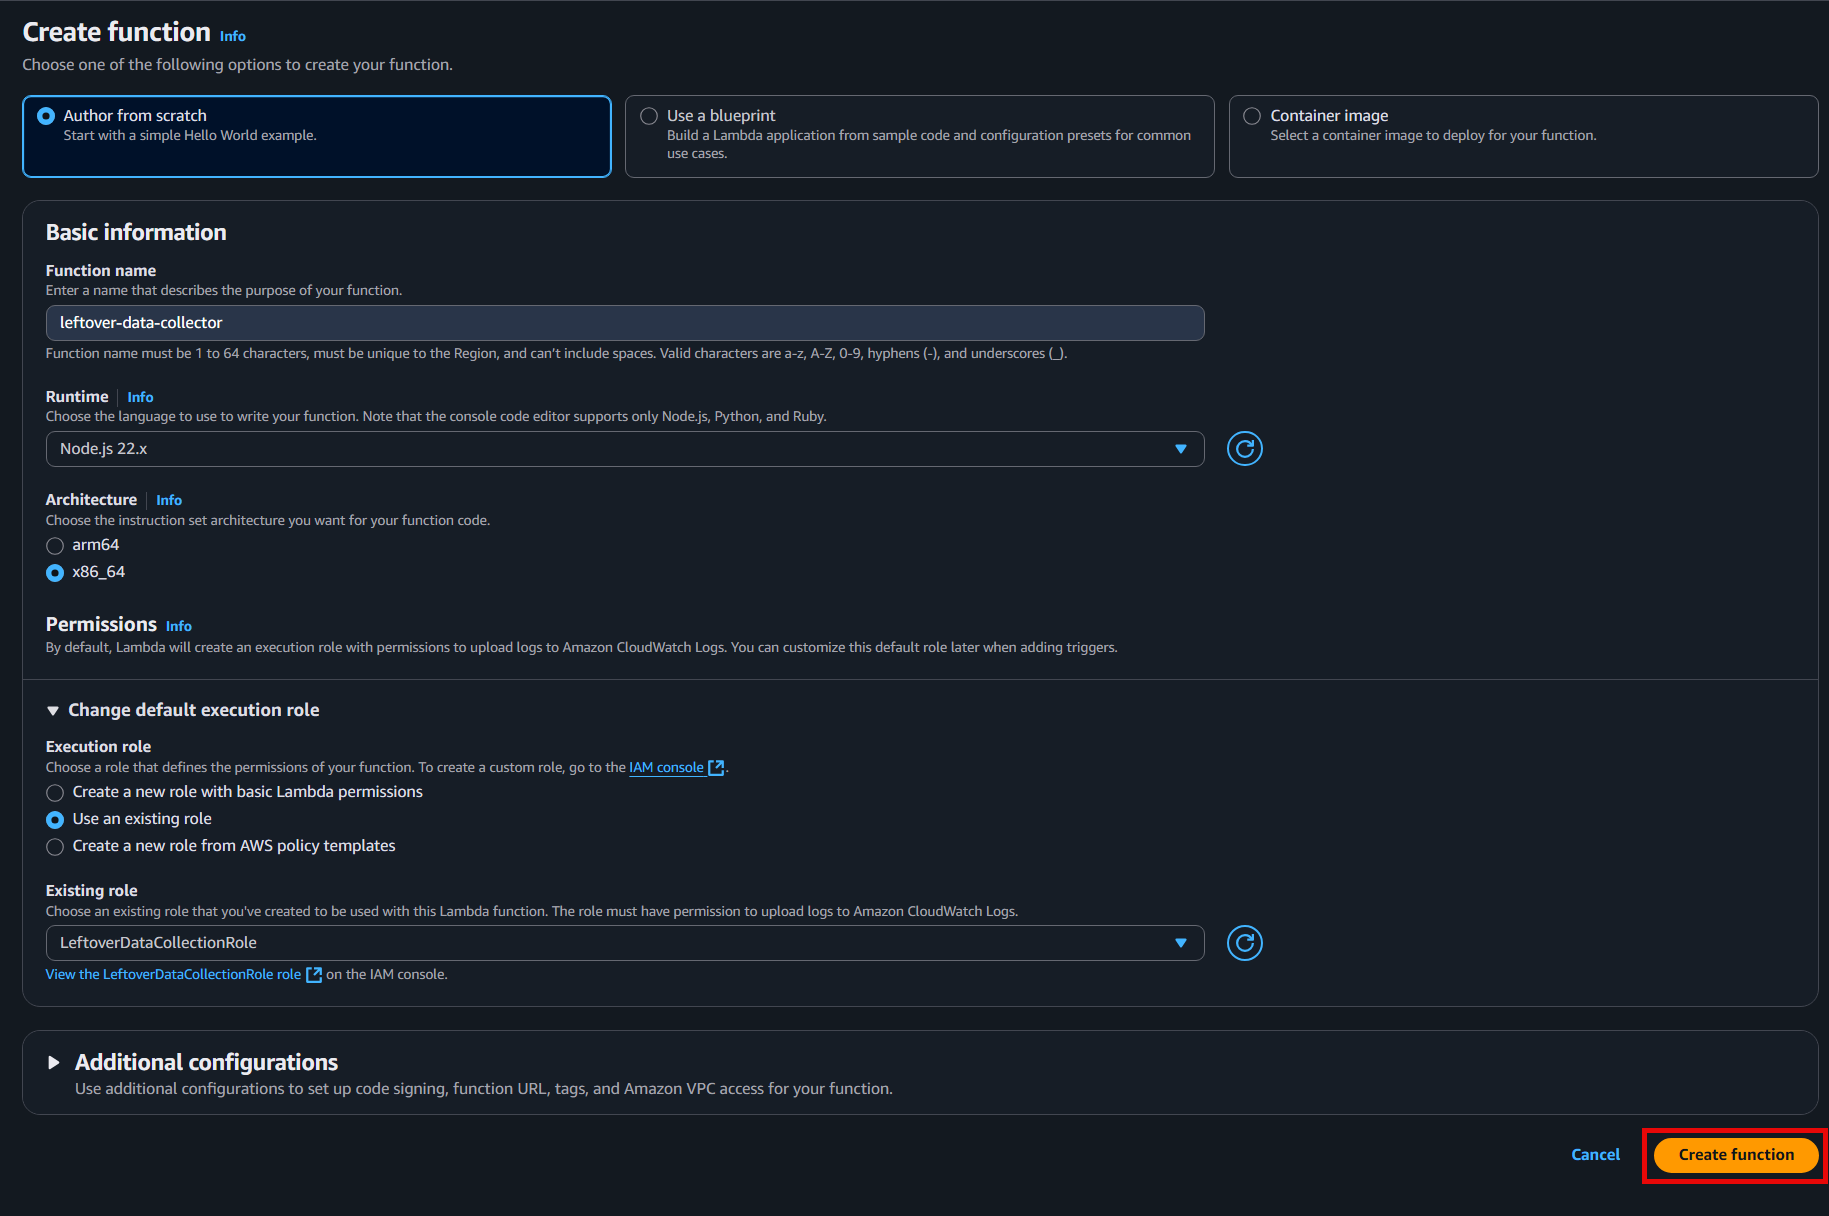 Create function Info
Choose one of the following options to create your function.
Author from scratch
Start with a simple Hello World example.
Use a blueprint
Build a Lambda application from sample code and configuration presets for common
use cases.
Container image
Select a container image to deploy for your function.
Basic information
Function name
Enter a name that describes the purpose of your function.
leftover-data-collector
Function name must be 1 to 64 characters, must be unique to the Region, and can't include spaces. Valid characters are a-z, A-Z, 0-9, hyphens (-), and underscores (_).
Runtime Info
Choose the language to use to write your function. Note that the console code editor supports only Node.js, Python, and Ruby.
Node.js 22.x
Architecture Info
Choose the instruction set architecture you want for your function code.
arm64
x86_64
Permissions Info
By default, Lambda will create an execution role with permissions to upload logs to Amazon CloudWatch Logs. You can customize this default role later when adding triggers.
Change default execution role
Execution role
Choose a role that defines the permissions of your function. To create a custom role, go to the IAM console.
Create a new role with basic Lambda permissions
Use an existing role
Create a new role from AWS policy templates
Existing role
Choose an existing role that you've created to be used with this Lambda function. The role must have permission to upload logs to Amazon CloudWatch Logs.
LeftoverDataCollectionRole
View the LeftoverDataCollectionRole role on the IAM console.
Additional configurations
Use additional configurations to set up code signing, function URL, tags, and Amazon VPC access for your function.
Cancel
Create function